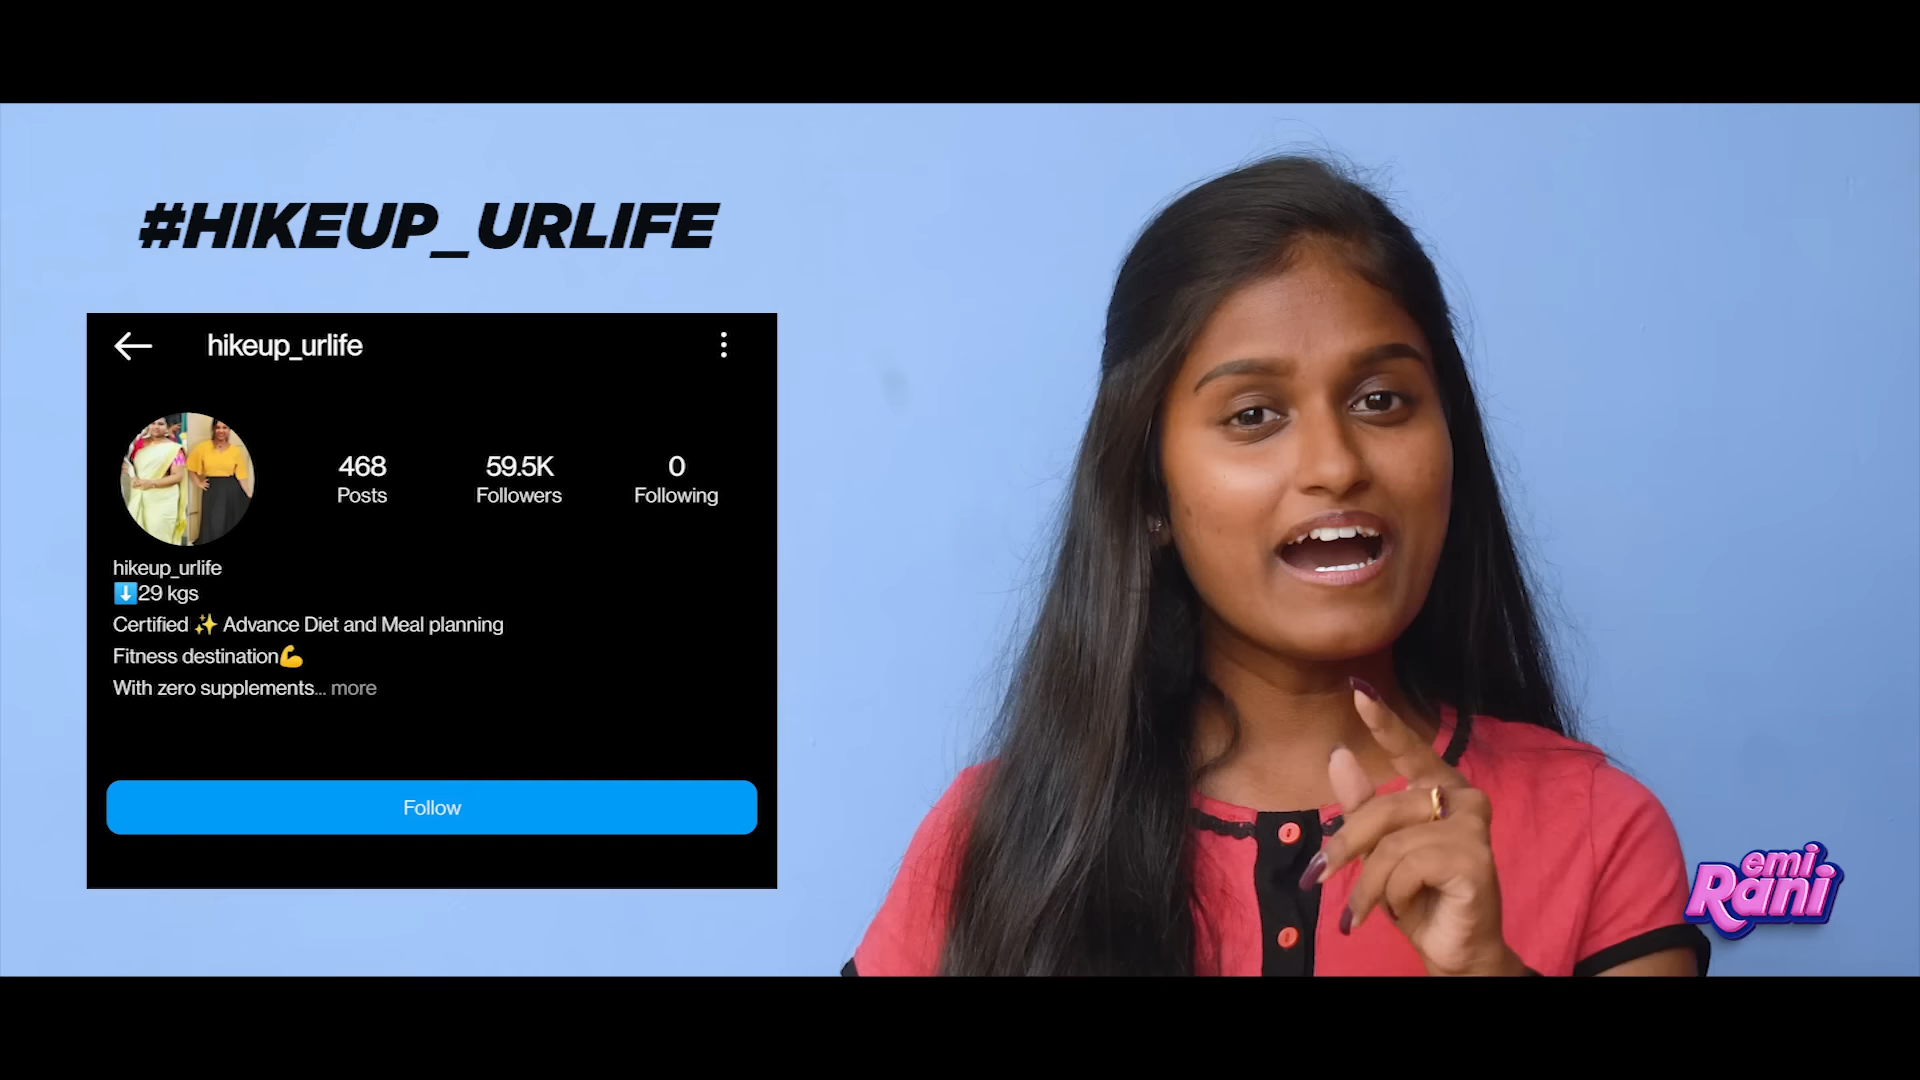 #HIKEUP_URLIFE
hikeup_urlife
468
Posts
59.5K
Followers
0
Following
hikeup_urlife
⬇️29 kgs
Certified ✨ Advance Diet and Meal planning
Fitness destination💪
With zero supplements... more
Follow
emi
Rani